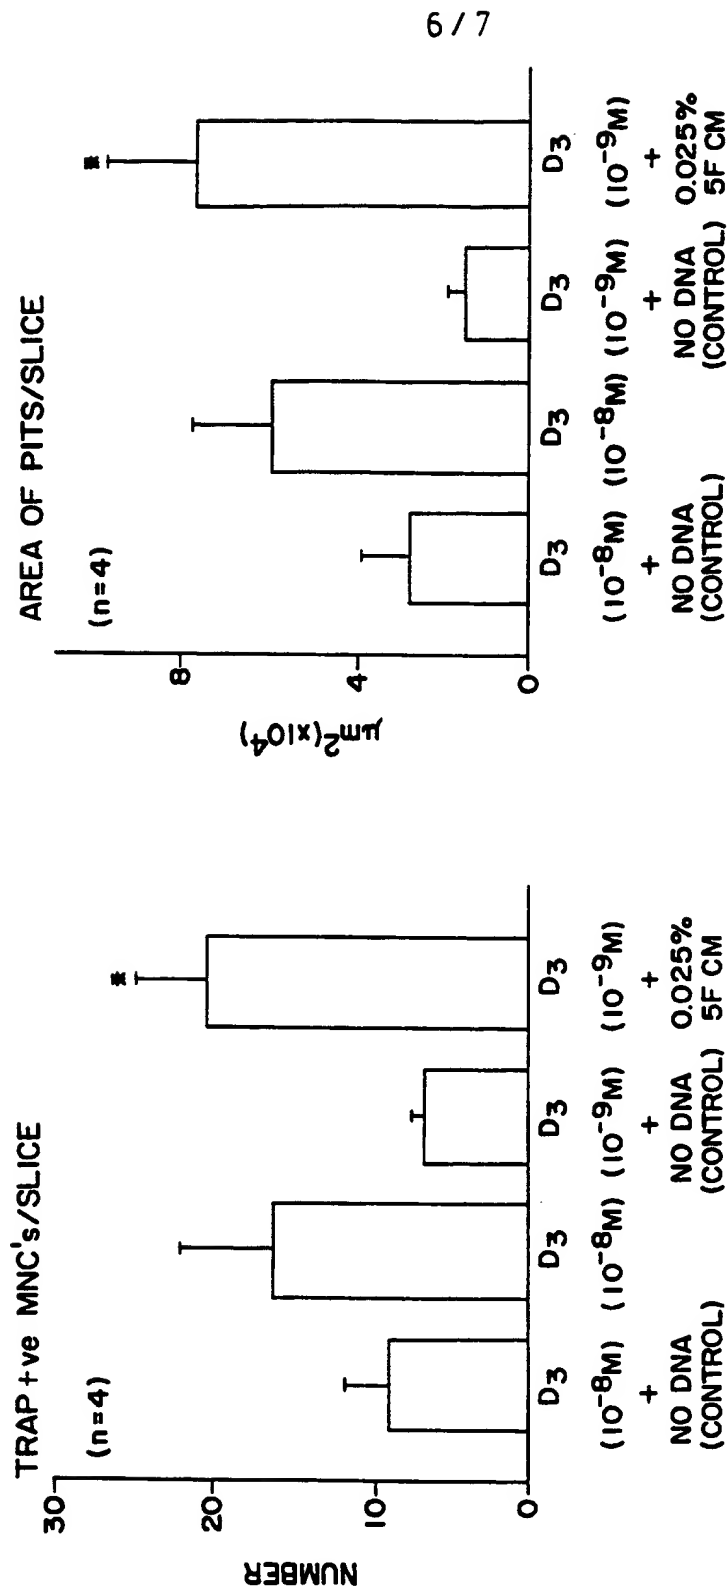 6/7
TRAP+ve MNC's/SLICE
(n=4)
30
20
10
0
NUMBER
D3 D3 D3 D3
(10-8M) (10-8M) (10-9M) (10-9M)
+ + +
NO DNA NO DNA 0.025%
(CONTROL) (CONTROL) 5F CM
*
AREA OF PITS/SLICE
(n=4)
8
4
0
μm2(x104)
D3 D3 D3 D3
(10-8M) (10-8M) (10-9M) (10-9M)
+ + +
NO DNA NO DNA 0.025%
(CONTROL) (CONTROL) 5F CM
*